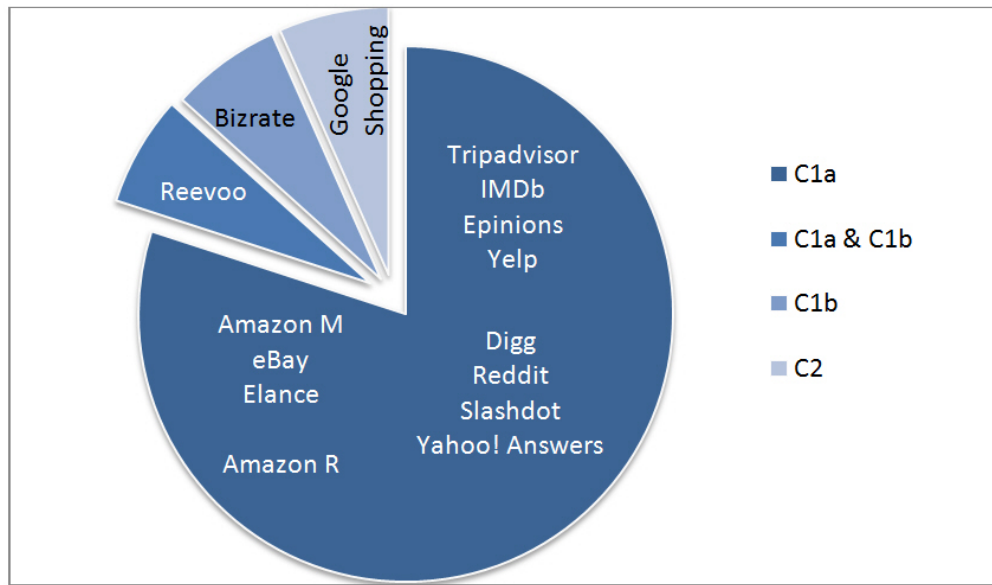 Google
Shopping
Bizrate
Reevoo
Tripadvisor
IMDb
Epinions
Yelp
Digg
Reddit
Slashdot
Yahoo! Answers
Amazon M
eBay
Elance
Amazon R
C1a
C1a & C1b
C1b
C2